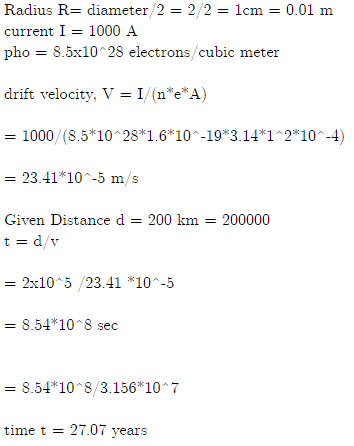 Radius R= diameter/2 = 2/2 = 1cm = 0.01 m
current I = 1000 A
pho = 8.5x10^28 electrons/cubic meter
drift velocity, V = I/(n*e*A)
= 1000/(8.5*10^28*1.6*10^-19*3.14*1^2*10^-4)
= 23.41*10^-5 m/s
Given Distance d = 200 km = 200000
t = d/v
= 2x10^5 /23.41 *10^-5
= 8.54*10^8 sec
= 8.54*10^8/3.156*10^7
time t = 27.07 years